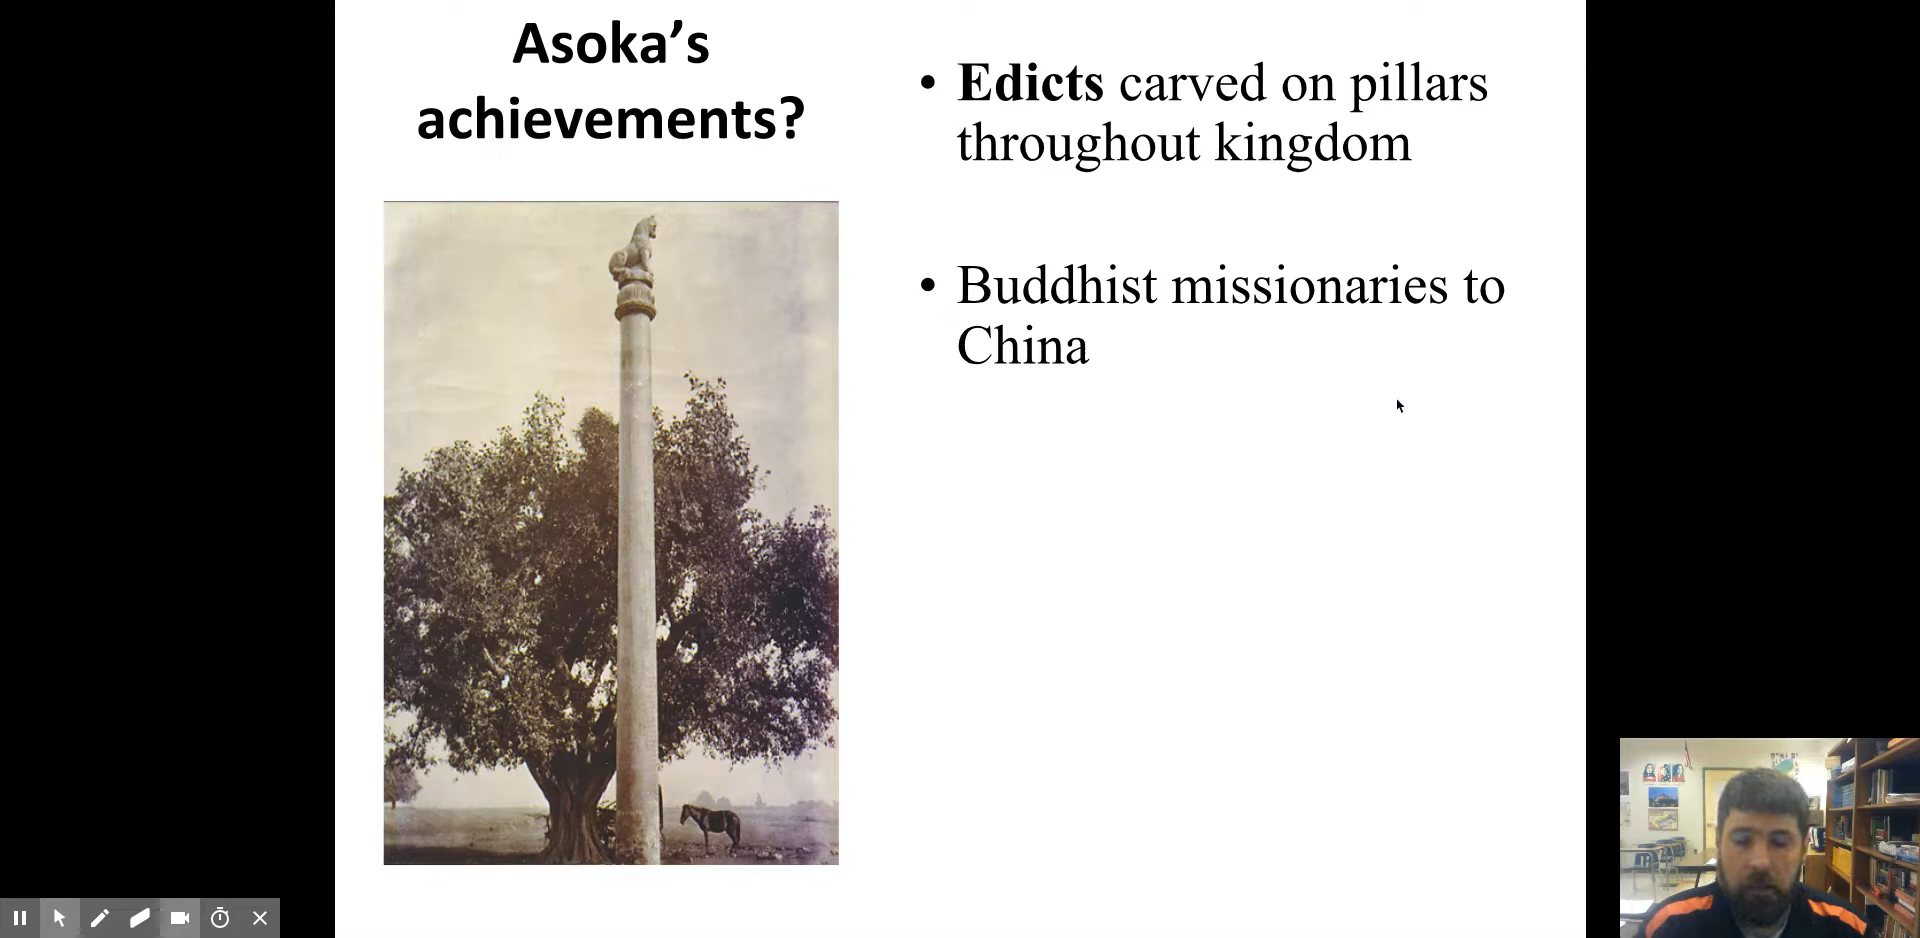 Asoka’s
achievements?
• Edicts carved on pillars
throughout kingdom
• Buddhist missionaries to
China